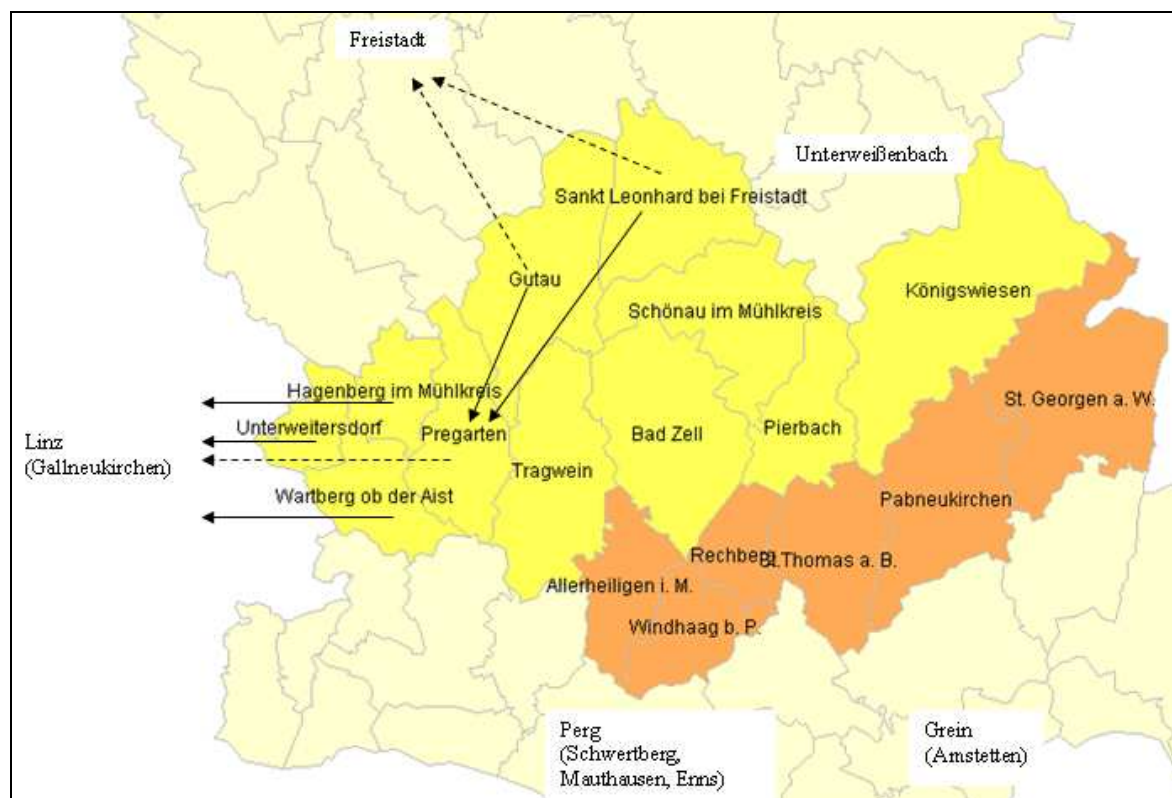 Freistadt
Unterweißenbach
Sankt Leonhard bei Freistadt
Gutau
Königswiesen
Schönau im Mühlkreis
Hagenberg im Mühlkreis
St. Georgen a. W.
Unterweitersdorf
Pregarten
Bad Zell
Pierbach
Linz
(Gallneukirchen)
Tragwein
Wartberg ob der Aist
Pabneukirchen
Rechberg
St.Thomas a. B.
Allerheiligen i. M.
Windhaag b. P.
Perg
(Schwertberg,
Mauthausen, Enns)
Grein
(Amstetten)